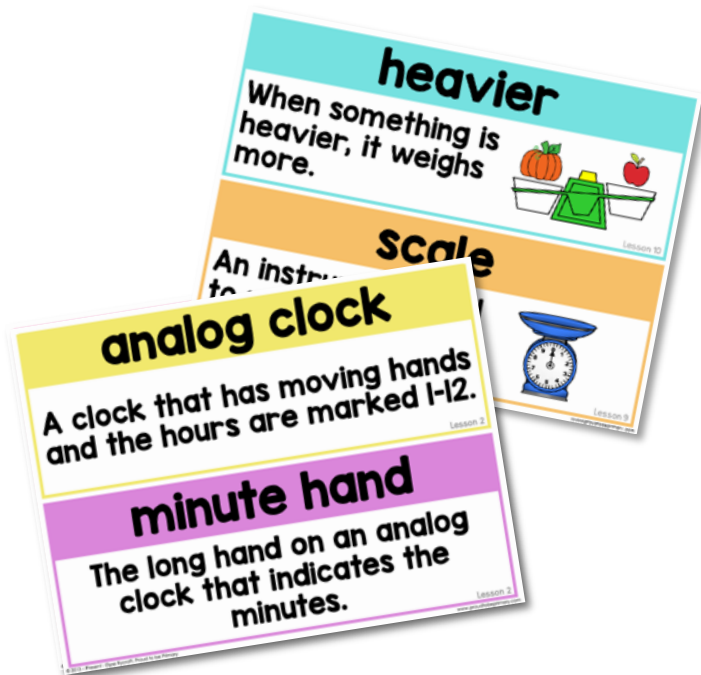 heavier
When something is
heavier, it weighs
more.
Lesson 10
scale
An
to
Lesson 9
analog clock
A clock that has moving hands
and the hours are marked 1-12.
Lesson 2
minute hand
The long hand on an analog
clock that indicates the
minutes.
Lesson 2